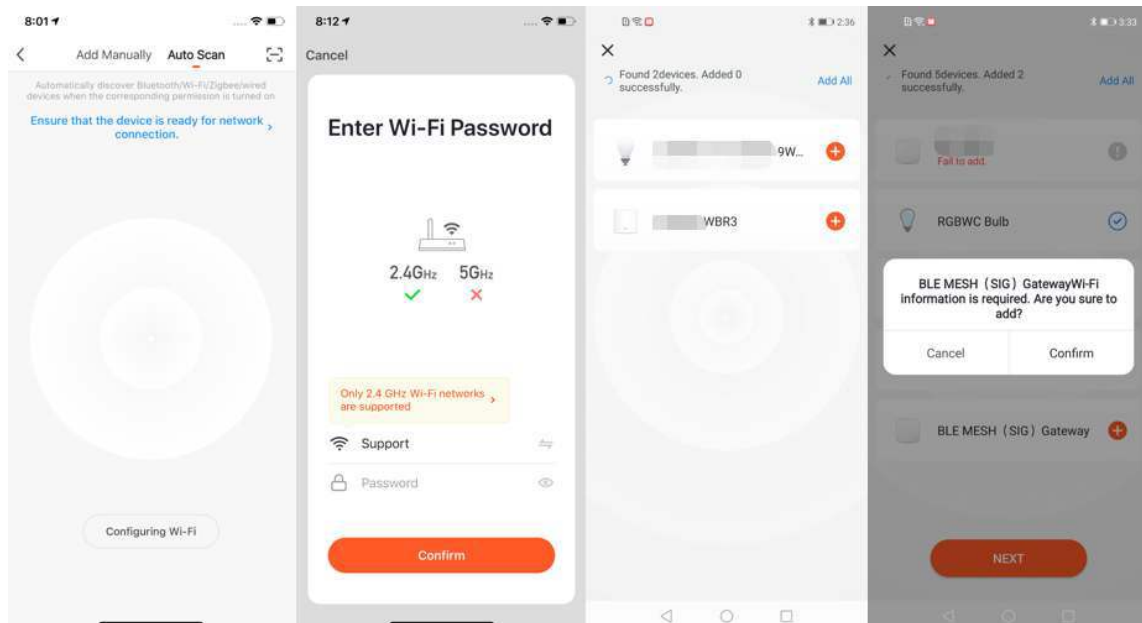 8:01
Add Manually Auto Scan
Automatically discover Bluetooth/Wi-Fi/Zigbee/wired
devices when the corresponding permission is turned on
Ensure that the device is ready for network
connection.
Configuring Wi-Fi
8:12
Cancel
Enter Wi-Fi Password
2.4GHz 5GHz
Only 2.4 GHz Wi-Fi networks
are supported
Support
Password
Confirm
2:36
Found 2devices. Added 0
successfully.
Add All
9W...
WBR3
3:33
Found 5devices. Added 2
successfully.
Add All
Fail to add.
RGBWC Bulb
BLE MESH（SIG）GatewayWi-Fi
information is required. Are you sure to
add?
Cancel Confirm
BLE MESH（SIG）Gateway
NEXT